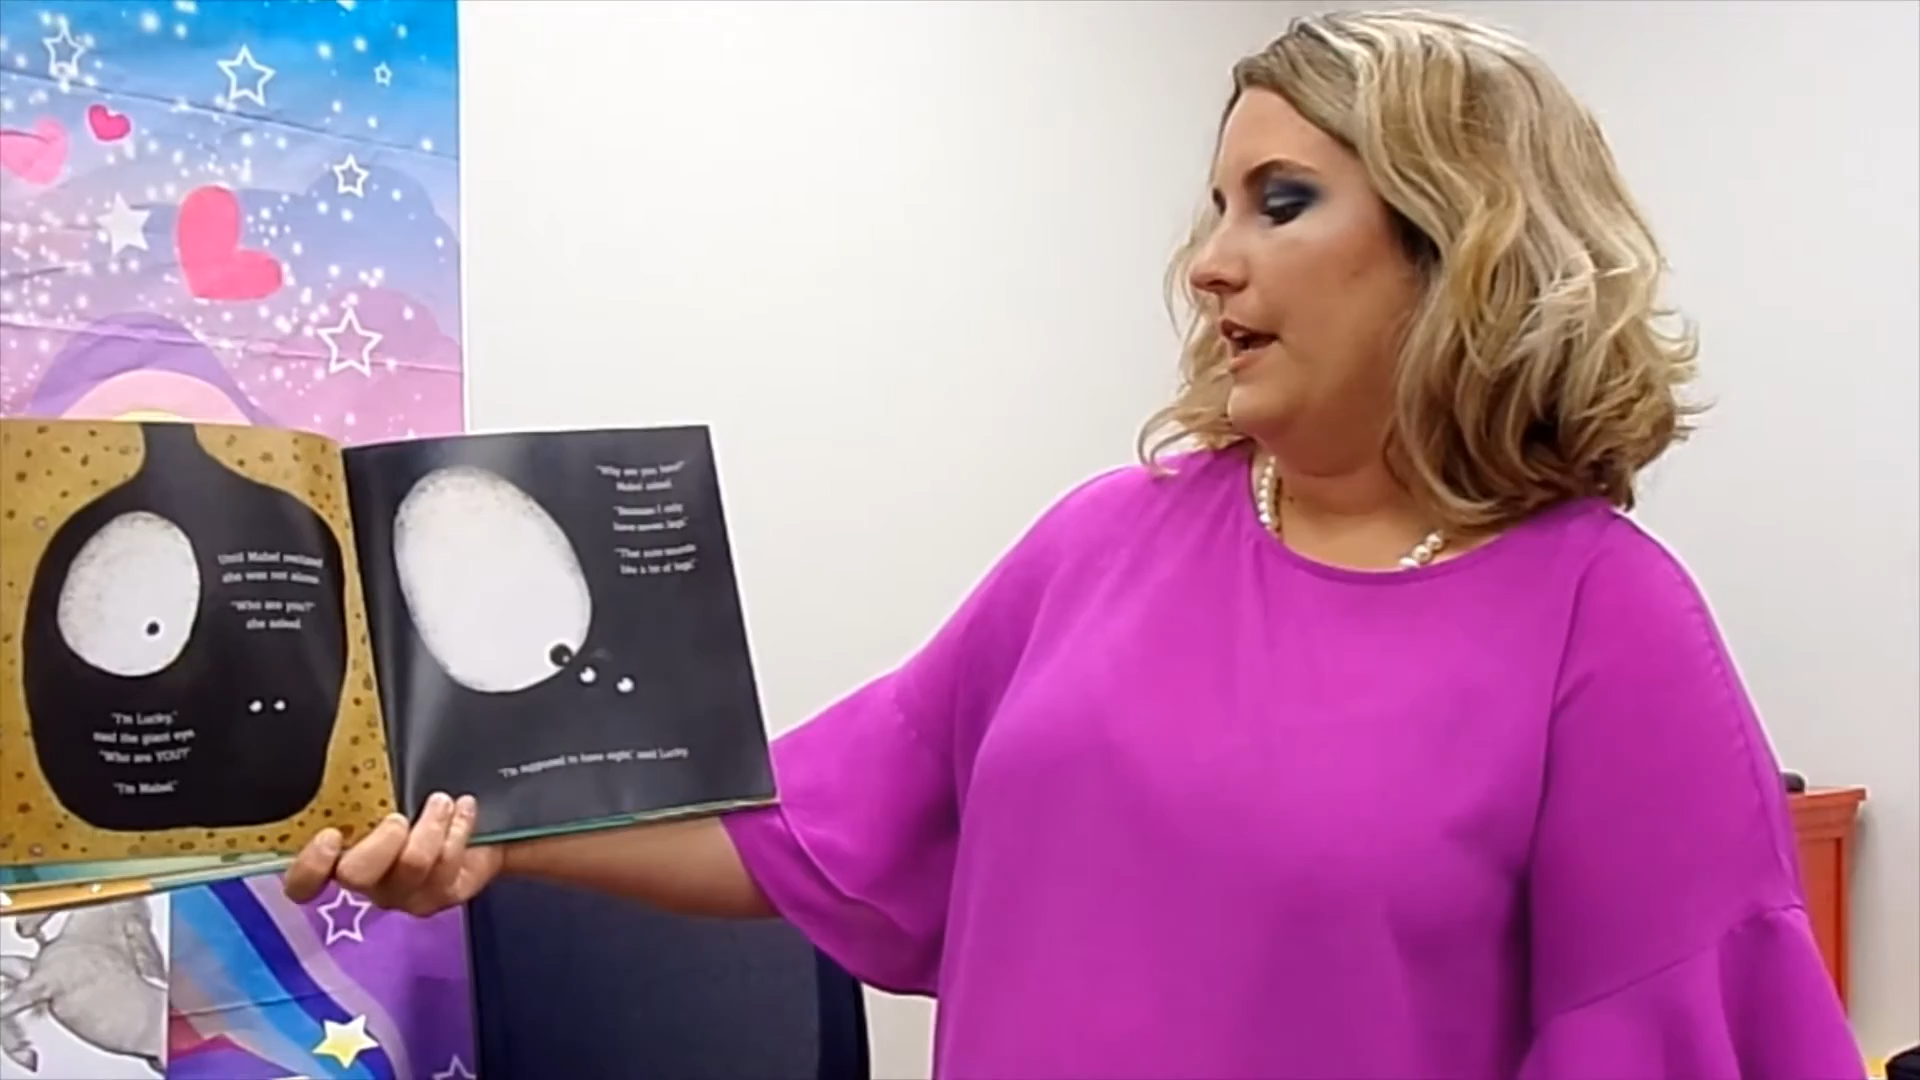 Until Mabel realized
she was not alone.
"Who are you?"
she asked.
"I'm Lucky,"
said the giant eye.
"Who are YOU?"
"I'm Mabel."
"Why are you here?"
Mabel asked.
"Because I only
have seven legs."
"That sure sounds
like a lot of legs."
"I'm supposed to have eight," said Lucky.